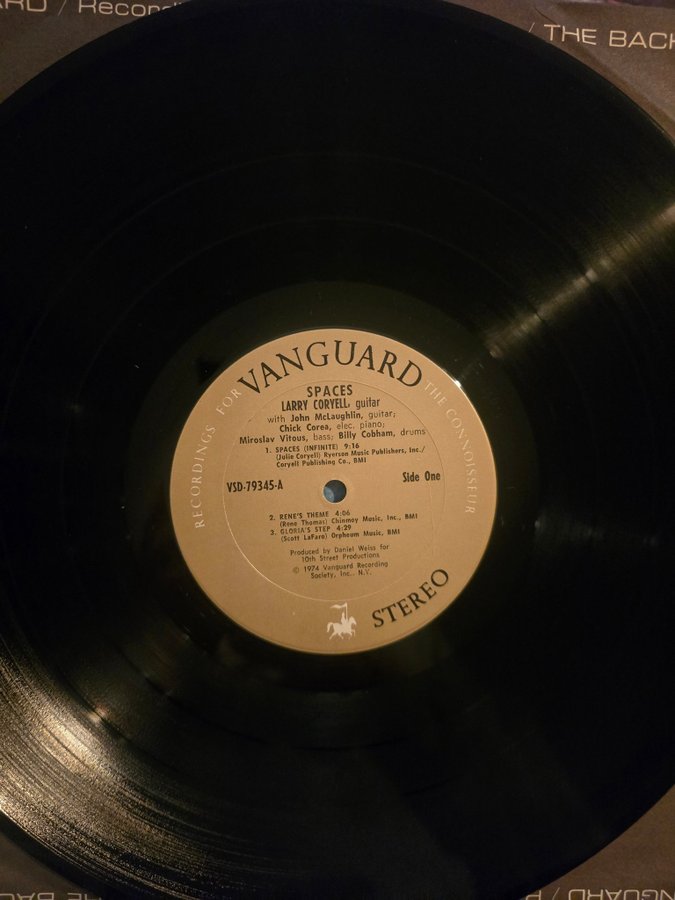 / Record
/ THE BACK
VANGUARD
RECORDINGS FOR THE CONNOISSEUR
SPACES
LARRY CORYELL, guitar
with John McLaughlin, guitar;
Chick Corea, elec. piano;
Miroslav Vitous, bass; Billy Cobham, drums
1. SPACES (INFINITE) 9:16
(Julie Coryell) Ryerson Music Publishers, Inc./
Coryell Publishing Co., BMI
VSD-79345-A
Side One
2. RENE'S THEME 4:06
(Rene Thomas) Chinmoy Music, Inc., BMI
3. GLORIA'S STEP 4:29
(Scott LaFaro) Orpheum Music, BMI
Produced by Daniel Weiss for
10th Street Productions
© 1974 Vanguard Recording
Society, Inc., N.Y.
STEREO